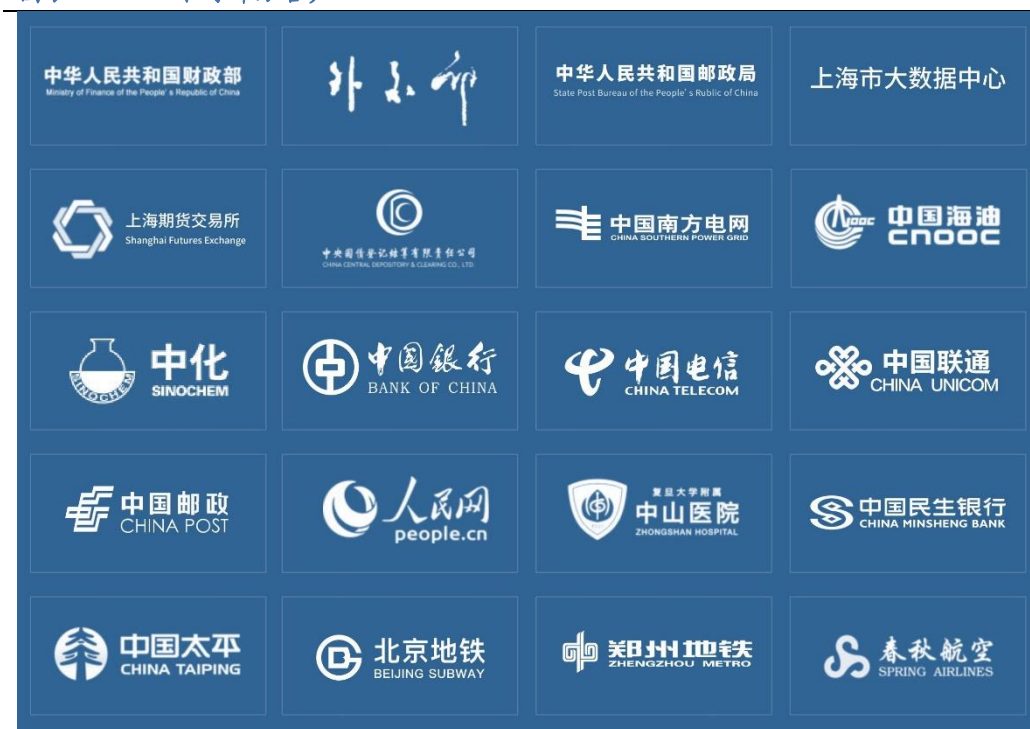 中华人民共和国财政部
Ministry of Finance of the People's Republic of China
外交部
中华人民共和国邮政局
State Post Bureau of the People's Rublic of China
上海市大数据中心
上海期货交易所
Shanghai Futures Exchange
中央国债登记结算有限责任公司
CHINA CENTRAL DEPOSITORY & CLEARING CO., LTD.
中国南方电网
CHINA SOUTHERN POWER GRID
CNOOC
中国海油
CNOOC
SINOCHEM
中化
SINOCHEM
中国銀行
BANK OF CHINA
中国电信
CHINA TELECOM
中国联通
CHINA UNICOM
中国邮政
CHINA POST
人民网
people.cn
复旦大学附属
中山医院
ZHONGSHAN HOSPITAL
中国民生银行
CHINA MINSHENG BANK
中国太平
CHINA TAIPING
北京地铁
BEIJING SUBWAY
郑州地铁
ZHENGZHOU METRO
春秋航空
SPRING AIRLINES